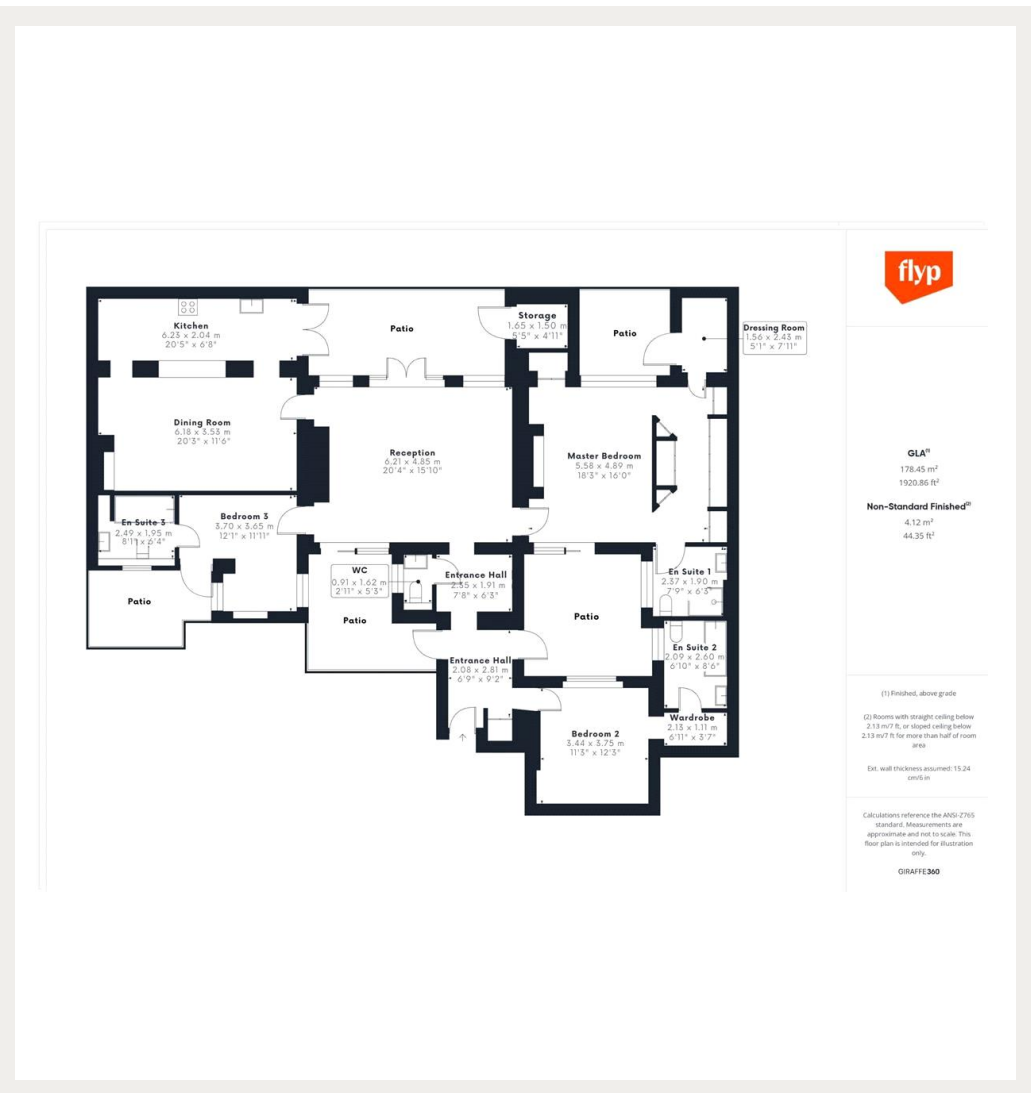 flyp
Kitchen
6.23 x 2.04 m
20'5" x 6'8"
Patio
Storage
1.65 x 1.50 m
5'5" x 4'11"
Patio
Dressing Room
1.56 x 2.43 m
5'1" x 7'11"
Dining Room
6.18 x 3.53 m
20'3" x 11'6"
Reception
6.21 x 4.85 m
20'4" x 15'10"
Master Bedroom
5.58 x 4.89 m
18'3" x 16'0"
En Suite 3
2.49 x 1.95 m
8'1" x 6'4"
Bedroom 3
3.70 x 3.65 m
12'1" x 11'11"
Patio
WC
0.91 x 1.62 m
2'11" x 5'3"
Patio
Entrance Hall
2.35 x 1.91 m
7'8" x 6'3"
Entrance Hall
2.08 x 2.81 m
6'9" x 9'2"
Patio
En Suite 1
2.37 x 1.90 m
7'9" x 6'3"
En Suite 2
2.09 x 2.60 m
6'10" x 8'6"
Wardrobe
2.13 x 1.11 m
6'11" x 3'7"
Bedroom 2
3.44 x 3.75 m
11'3" x 12'3"
GLA⁽¹⁾
178.45 m²
1920.86 ft²
Non-Standard Finished⁽²⁾
4.12 m²
44.35 ft²
(1) Finished, above grade
(2) Rooms with straight ceiling below
2.13 m/7 ft, or sloped ceiling below
2.13 m/7 ft for more than half of room
area
Ext. wall thickness assumed: 15.24
cm/6 in
Calculations reference the ANSI-Z765
standard. Measurements are
approximate and not to scale. This
floor plan is intended for illustration
only.
GIRAFFE360